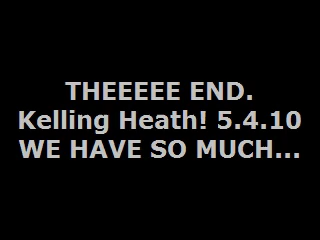 THEEEEE END.
Kelling Heath! 5.4.10
WE HAVE SO MUCH...